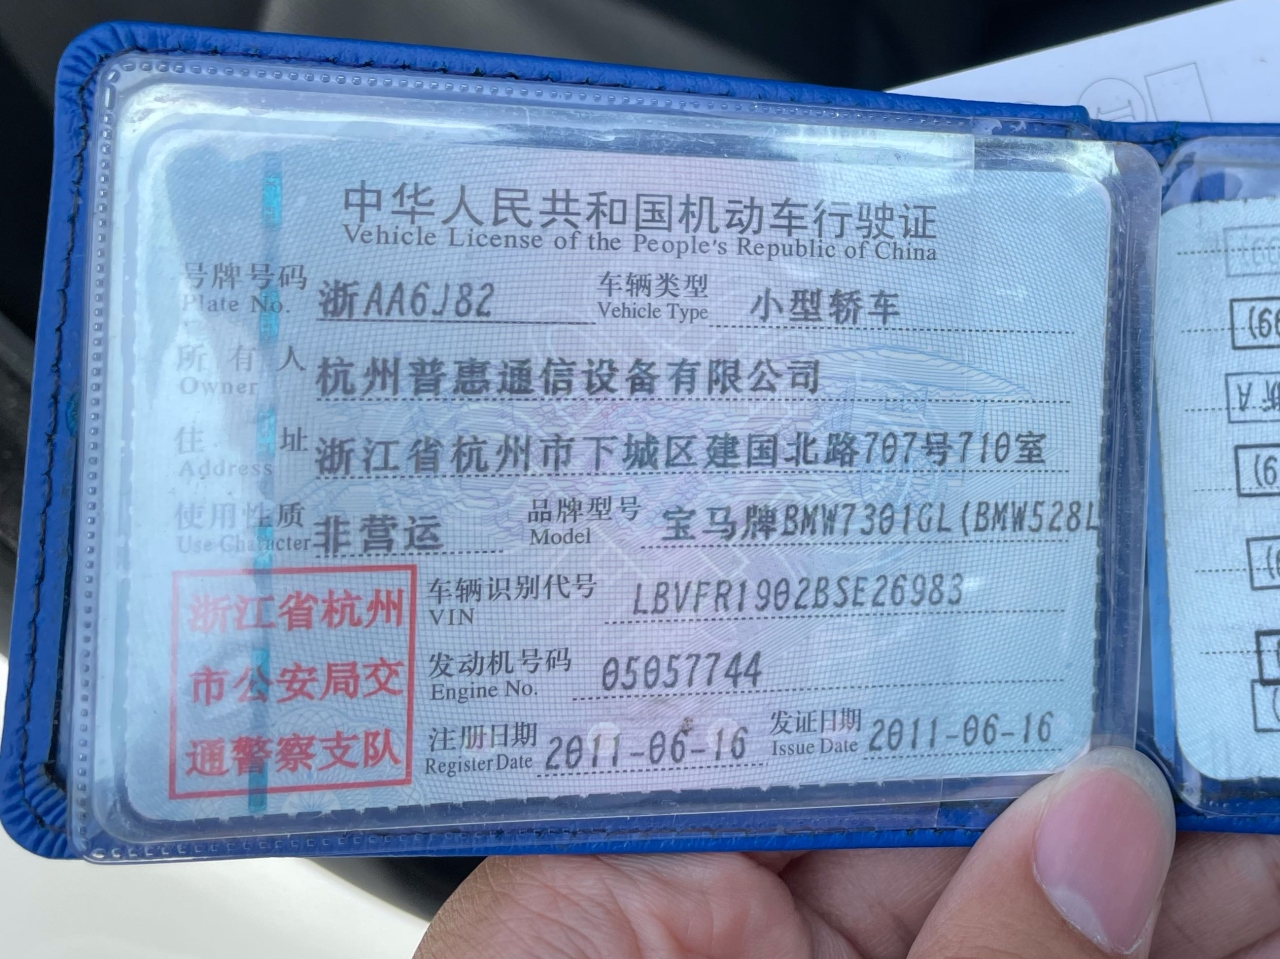 中华人民共和国机动车行驶证
Vehicle License of the People's Republic of China
号牌号码 浙AA6J82 车辆类型 小型轿车
Plate No. Vehicle Type
所有人 杭州普惠通信设备有限公司
Owner
住址 浙江省杭州市下城区建国北路707号710室
Address
使用性质 非营运 品牌型号 宝马牌BMW7301GL(BMW528L
Use Character Model
浙江省杭州
市公安局交
通警察支队
车辆识别代号 LBVFR1902BSE26983
VIN
发动机号码 05057744
Engine No.
注册日期 2011-06-16 发证日期 2011-06-16
Register Date Issue Date